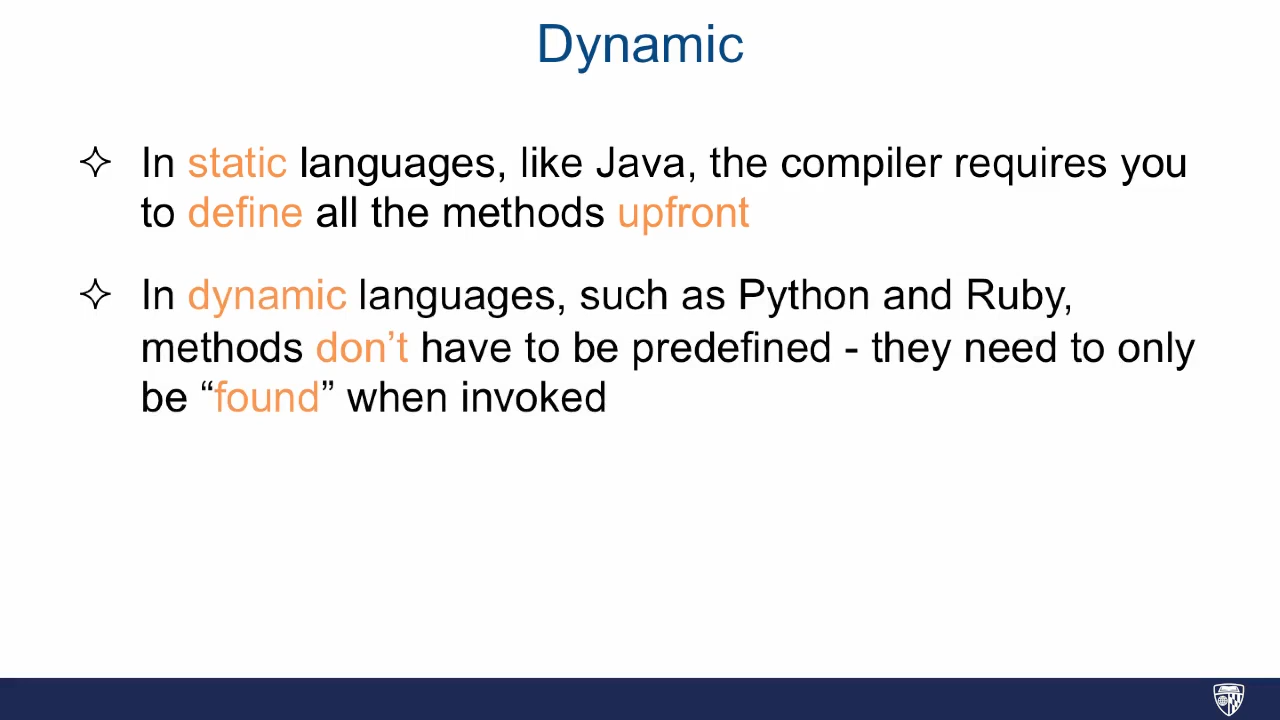 Dynamic
✧ In static languages, like Java, the compiler requires you
to define all the methods upfront
✧ In dynamic languages, such as Python and Ruby,
methods don’t have to be predefined - they need to only
be “found” when invoked